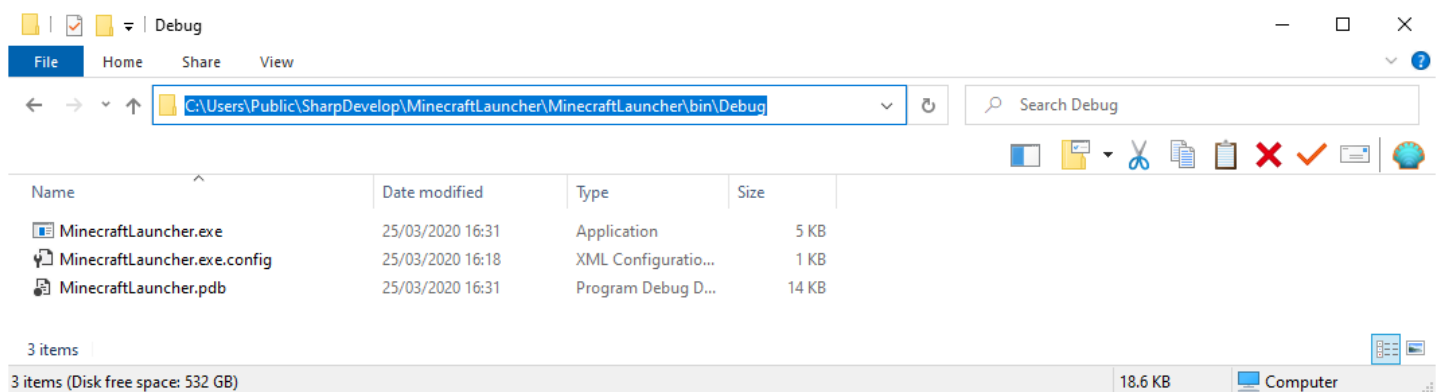 Debug
File Home Share View
C:\Users\Public\SharpDevelop\MinecraftLauncher\MinecraftLauncher\bin\Debug Search Debug
Name Date modified Type Size
MinecraftLauncher.exe 25/03/2020 16:31 Application 5 KB
MinecraftLauncher.exe.config 25/03/2020 16:18 XML Configuratio... 1 KB
MinecraftLauncher.pdb 25/03/2020 16:31 Program Debug D... 14 KB
3 items
3 items (Disk free space: 532 GB) 18.6 KB Computer